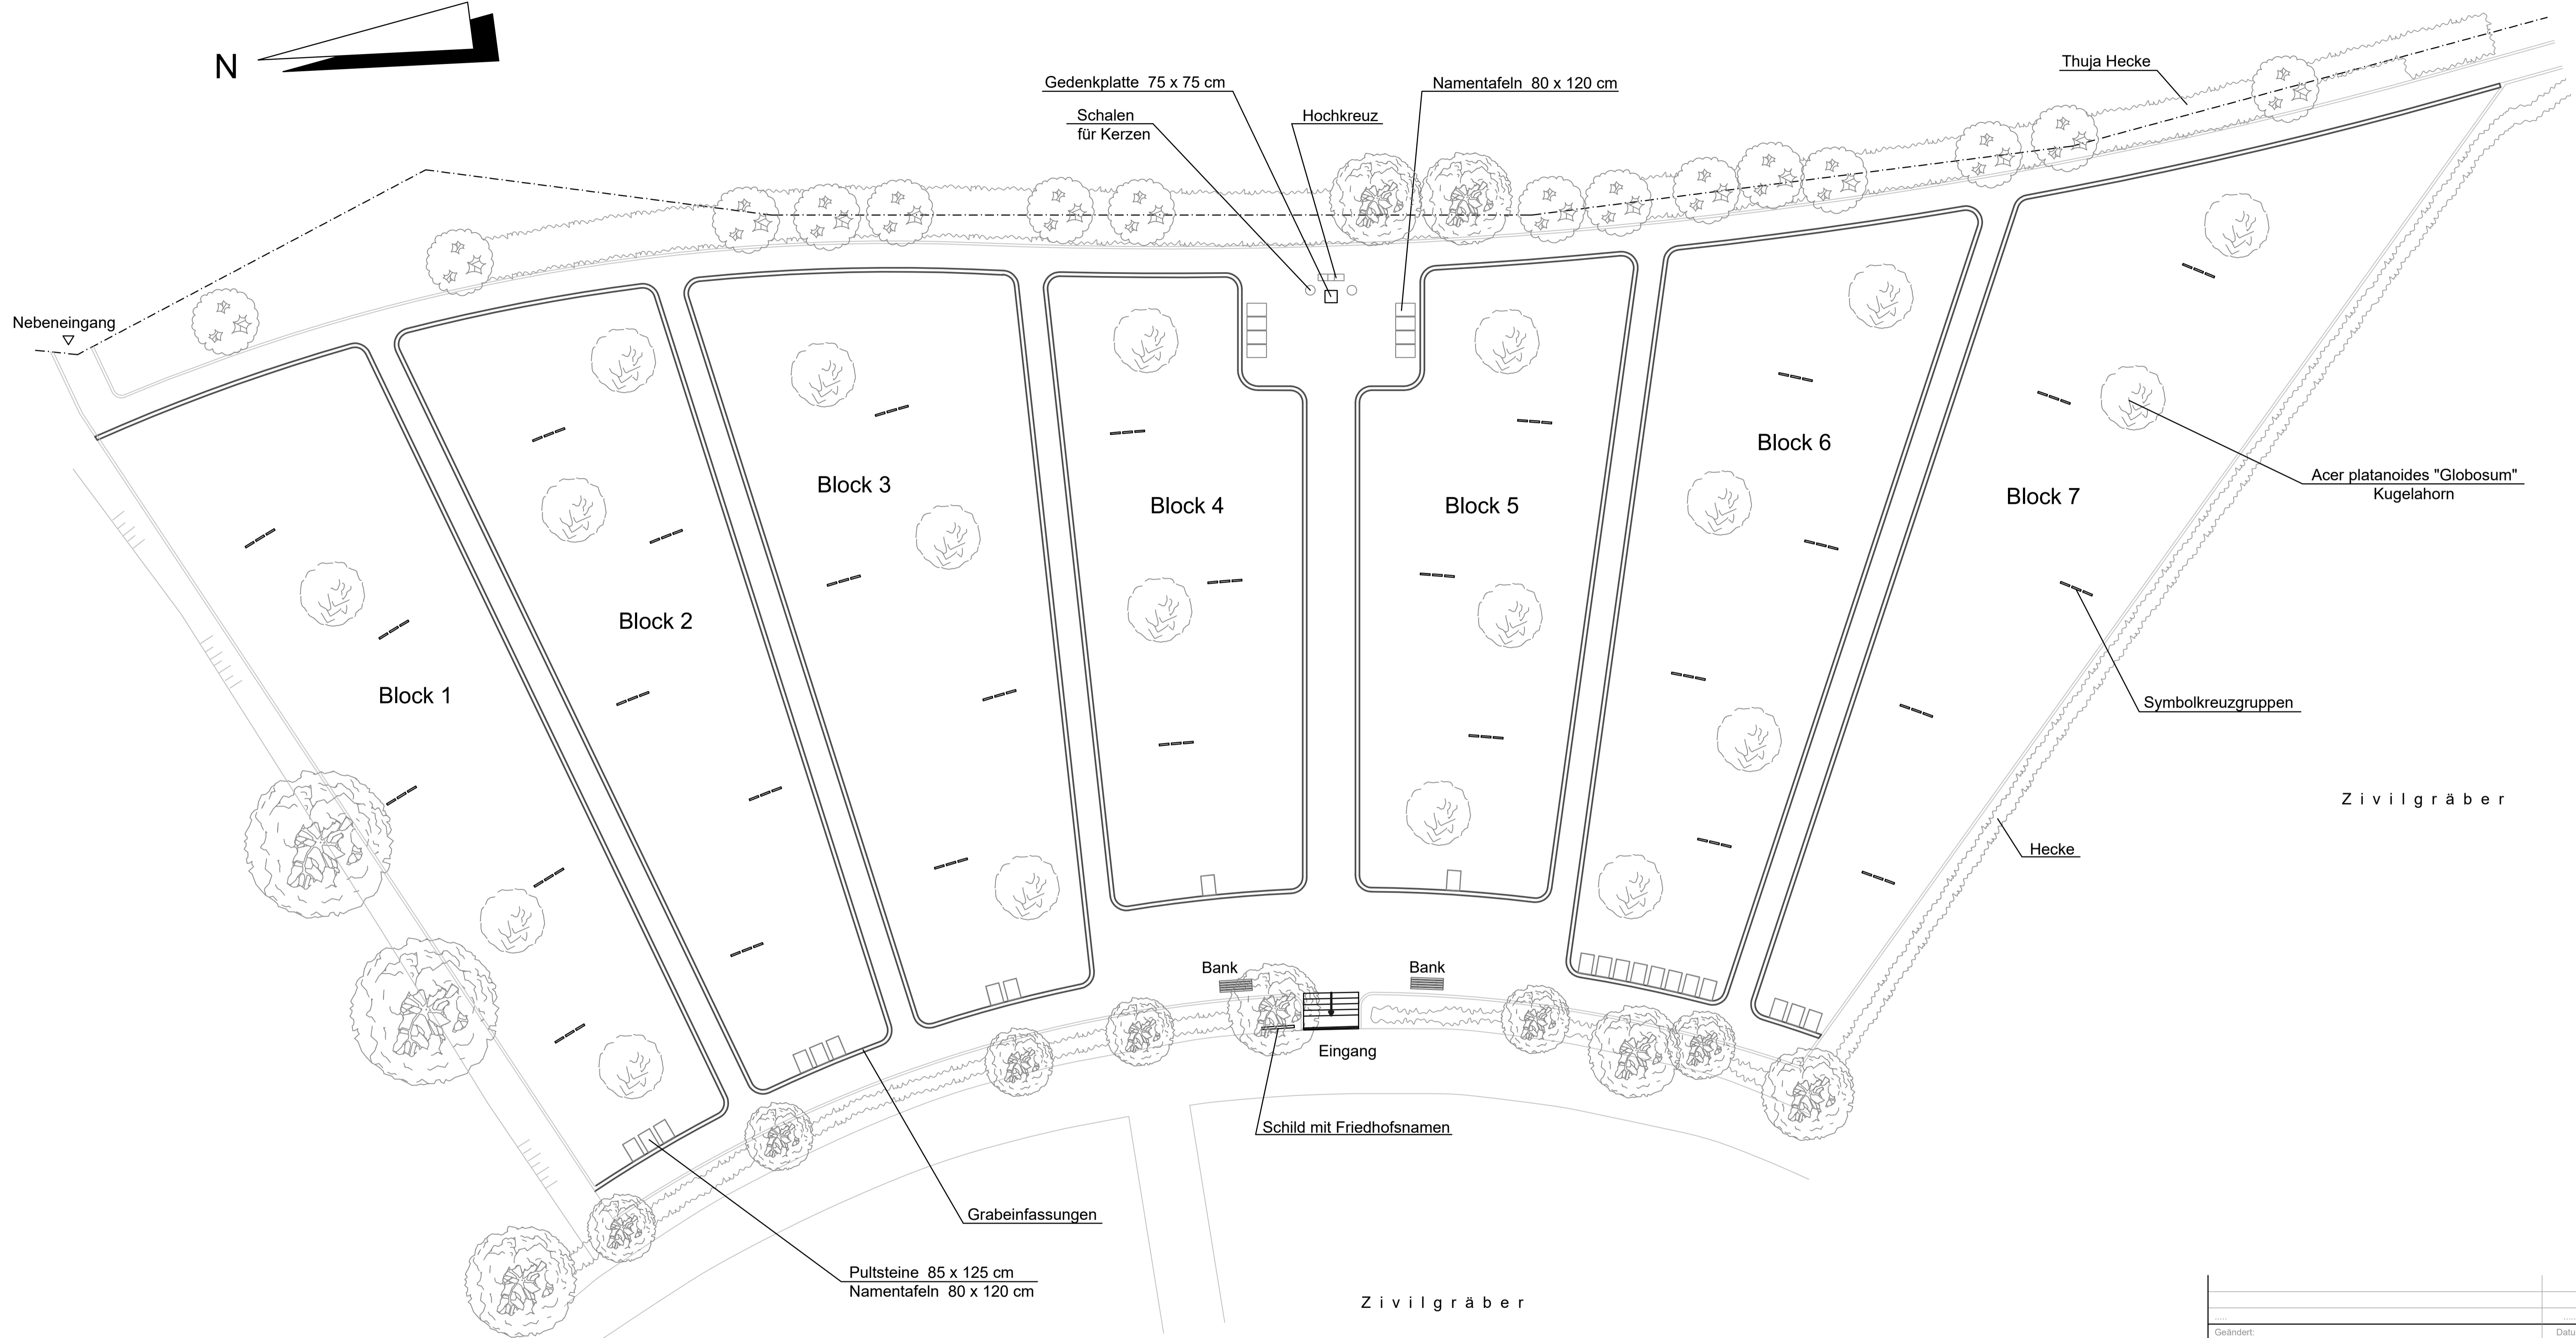 N
Thuja Hecke
Gedenkplatte 75 x 75 cm
Namentafeln 80 x 120 cm
Schalen
für Kerzen
Hochkreuz
Nebeneingang
Block 1
Block 2
Block 3
Block 4
Block 5
Block 6
Block 7
Acer platanoides "Globosum"
Kugelahorn
Symbolkreuzgruppen
Zivilgräber
Hecke
Bank
Bank
Eingang
Schild mit Friedhofsnamen
Grabeinfassungen
Pultsteine 85 x 125 cm
Namentafeln 80 x 120 cm
Zivilgräber
Geändert: